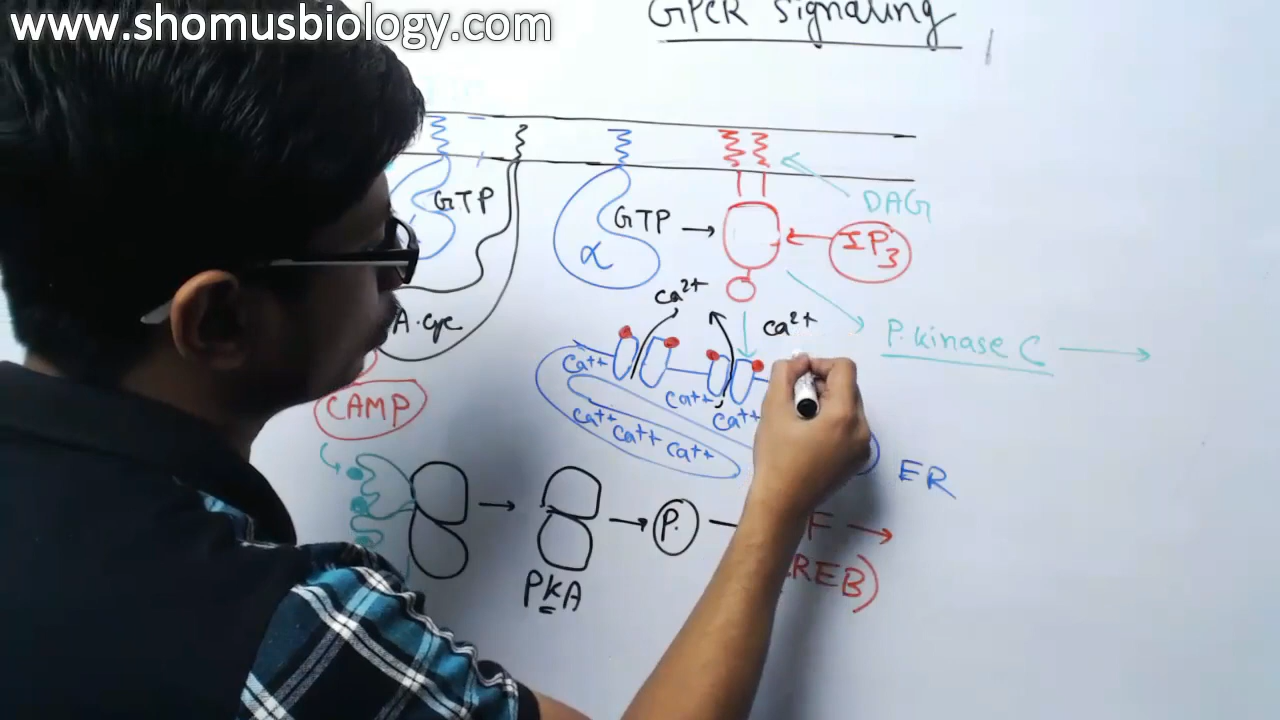 www.shomusbiology.com
GPCR signaling
GTP
GTP
DAG
IP3
α
Ca2+
Ca2+
A.cyc
P.kinase C
Ca++
Ca++
Ca++
CAMP
Ca++ Ca++ Ca++
ER
P.
F
REB)
PKA